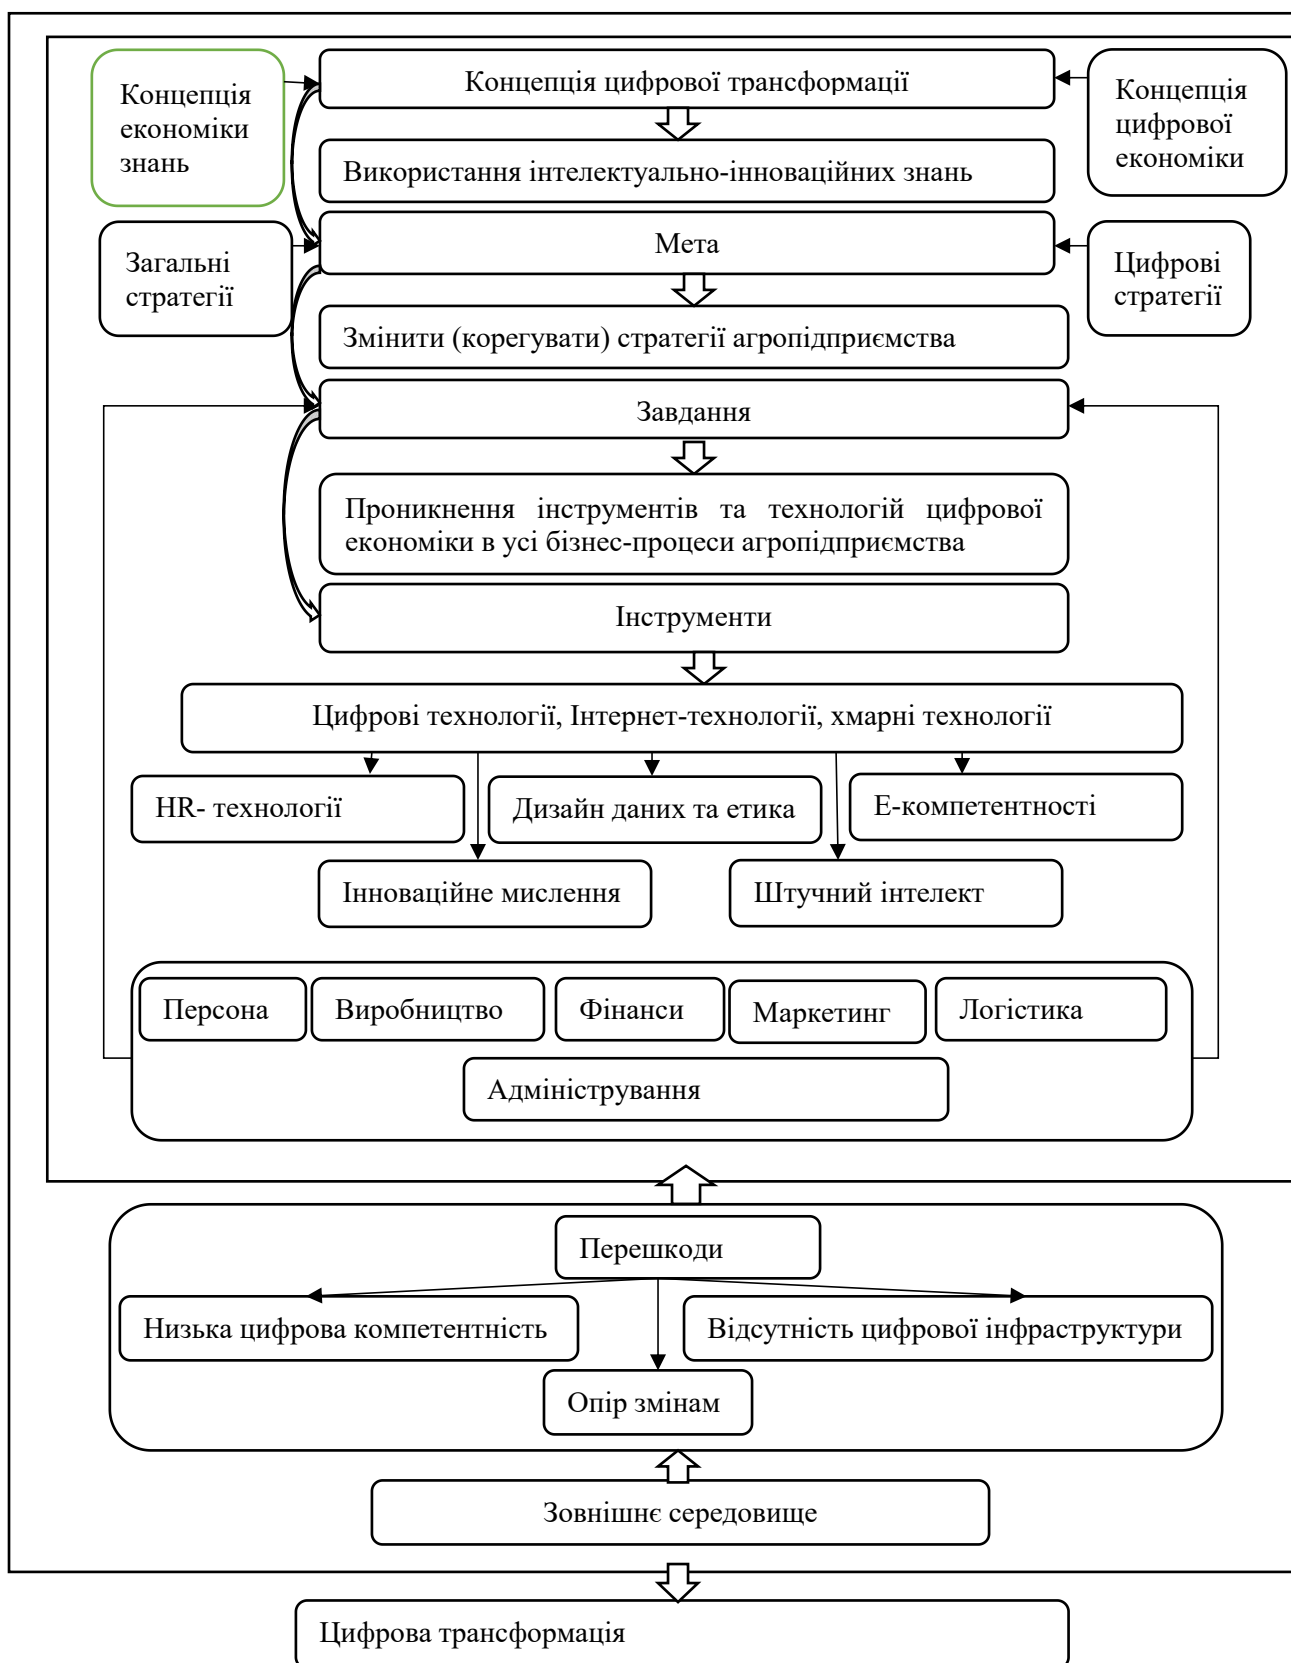 Концепція цифрової трансформації
Концепція
економіки
знань
Концепція
цифрової
економіки
Використання інтелектуально-інноваційних знань
Мета
Загальні
стратегії
Цифрові
стратегії
Змінити (корегувати) стратегії агропідприємства
Завдання
Проникнення інструментів та технологій цифрової
економіки в усі бізнес-процеси агропідприємства
Інструменти
Цифрові технології, Інтернет-технології, хмарні технології
HR- технології
Дизайн даних та етика
Е-компетентності
Інноваційне мислення
Штучний інтелект
Персона
Виробництво
Фінанси
Маркетинг
Логістика
Адміністрування
Перешкоди
Низька цифрова компетентність
Відсутність цифрової інфраструктури
Опір змінам
Зовнішнє середовище
Цифрова трансформація